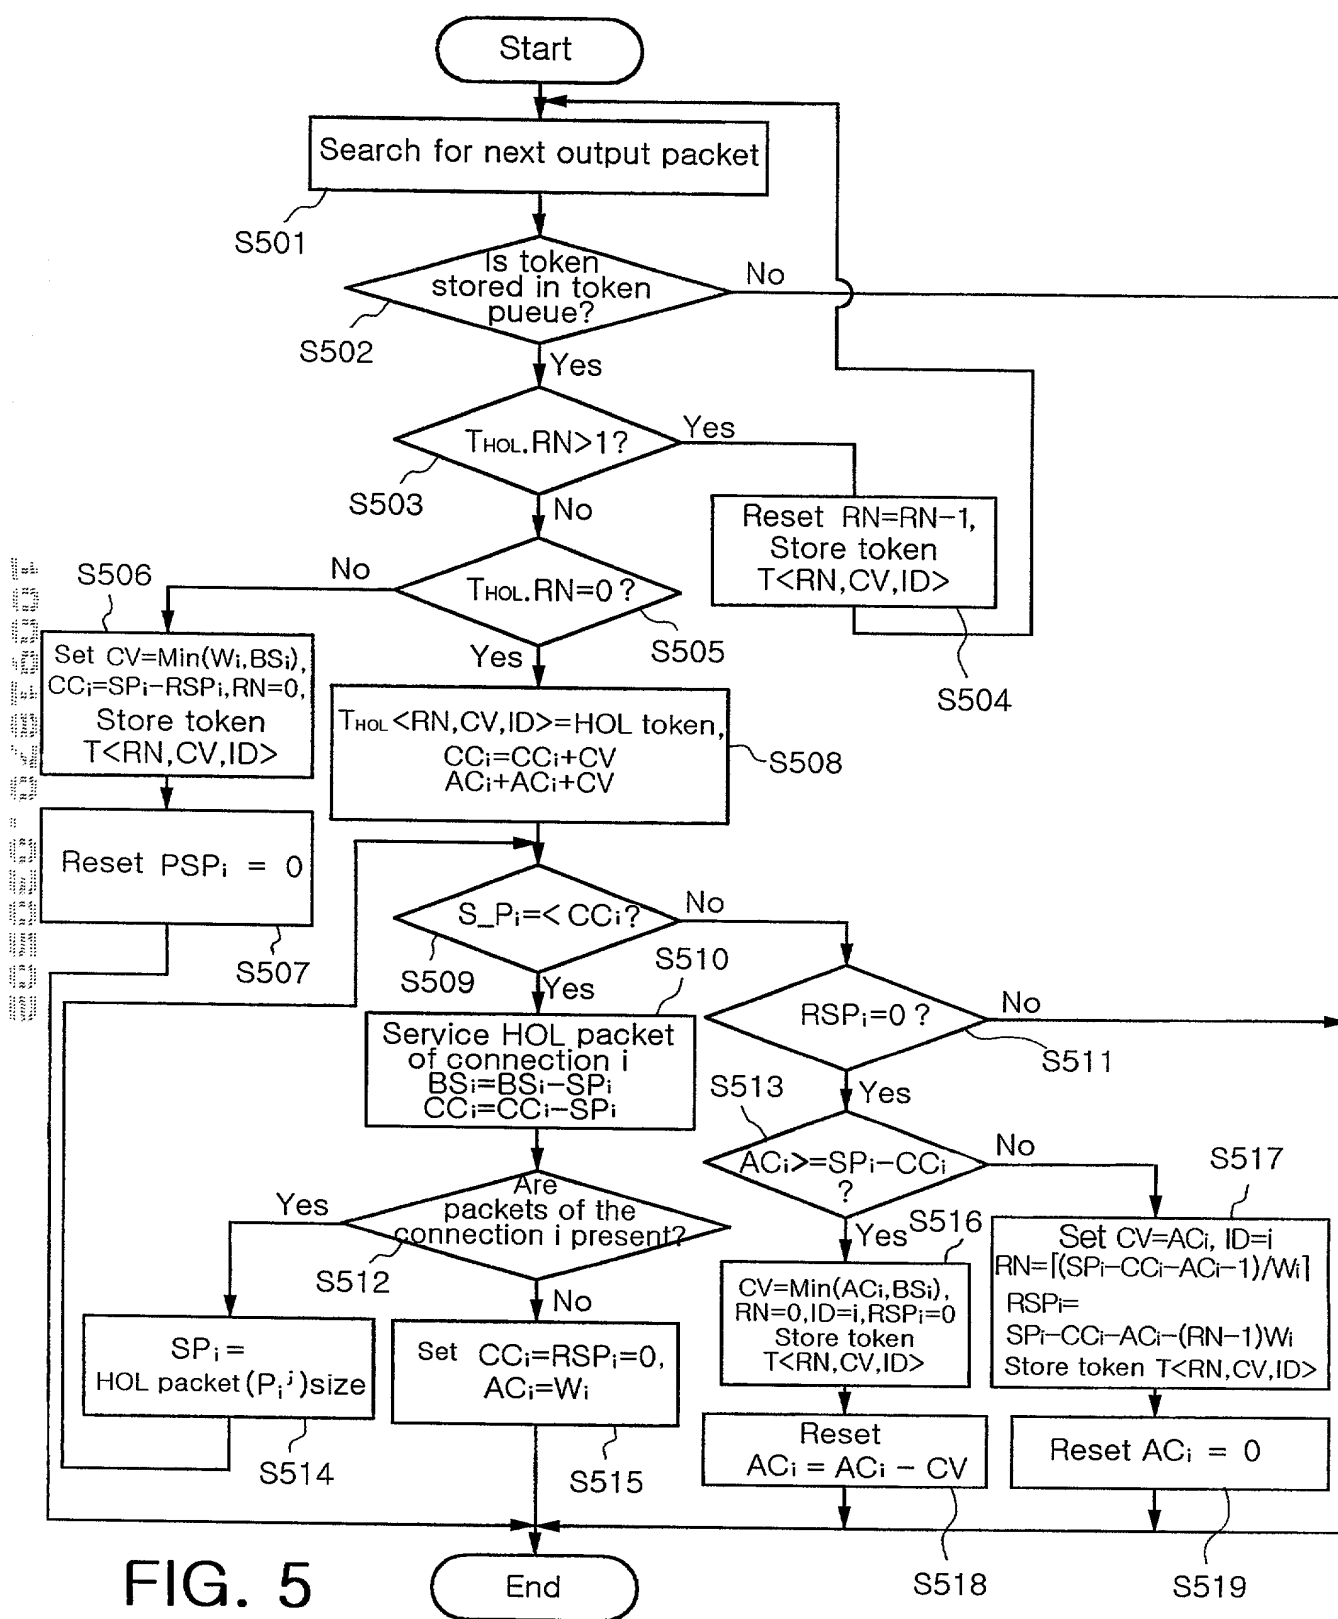 Start
Search for next output packet
S501
Is token
stored in token
pueue?
No
S502
Yes
THOL.RN>1?
Yes
S503
No
Reset RN=RN-1,
Store token
T<RN,CV,ID>
S504
THOL.RN=0?
No
S505
Yes
S506
Set CV=Min(Wi,BSi),
CCi=SPi-RSPi,RN=0,
Store token
T<RN,CV,ID>
Reset PSPi = 0
S507
THOL<RN,CV,ID>=HOL token,
CCi=CCi+CV
ACi+ACi+CV
S508
S_Pi=<CCi?
No
S509
Yes
S510
Service HOL packet
of connection i
BSi=BSi-SPi
CCi=CCi-SPi
RSPi=0?
No
S511
Yes
S513
Are
packets of the
connection i present?
Yes
S512
No
ACi>=SPi-CCi
?
No
Yes
SPi=
HOL packet(Pi^j)size
S514
Set CCi=RSPi=0,
ACi=Wi
S515
S516
CV=Min(ACi,BSi),
RN=0,ID=i,RSPi=0
Store token
T<RN,CV,ID>
Reset
ACi = ACi - CV
S518
S517
Set CV=ACi, ID=i
RN=⌈(SPi-CCi-ACi-1)/Wi⌉
RSPi=
SPi-CCi-ACi-(RN-1)Wi
Store token T<RN,CV,ID>
Reset ACi = 0
S519
End
FIG. 5